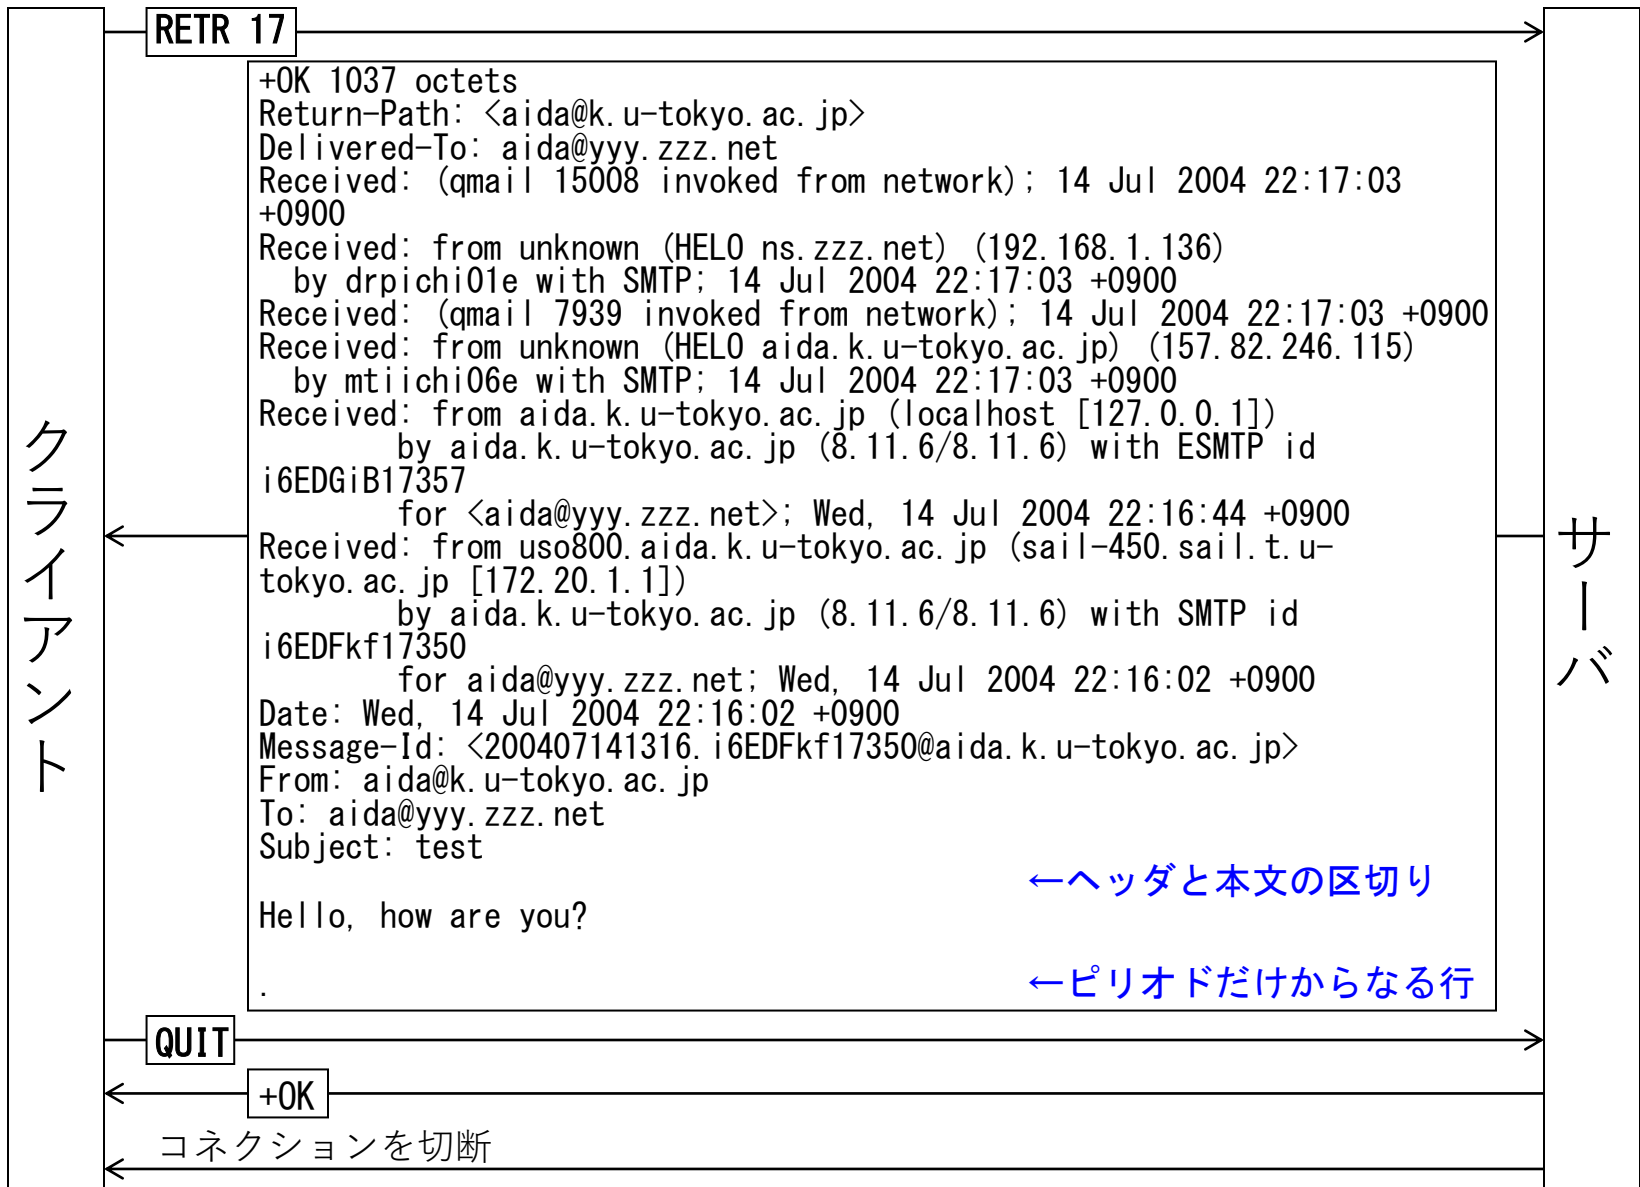 RETR 17
+OK 1037 octets
Return-Path: <aida@k.u-tokyo.ac.jp>
Delivered-To: aida@yyy.zzz.net
Received: (qmail 15008 invoked from network); 14 Jul 2004 22:17:03
+0900
Received: from unknown (HELO ns.zzz.net) (192.168.1.136)
  by drpichi01e with SMTP; 14 Jul 2004 22:17:03 +0900
Received: (qmail 7939 invoked from network); 14 Jul 2004 22:17:03 +0900
Received: from unknown (HELO aida.k.u-tokyo.ac.jp) (157.82.246.115)
  by mtiichi06e with SMTP; 14 Jul 2004 22:17:03 +0900
Received: from aida.k.u-tokyo.ac.jp (localhost [127.0.0.1])
        by aida.k.u-tokyo.ac.jp (8.11.6/8.11.6) with ESMTP id
i6EDGiB17357
        for <aida@yyy.zzz.net>; Wed, 14 Jul 2004 22:16:44 +0900
Received: from uso800.aida.k.u-tokyo.ac.jp (sail-450.sail.t.u-
tokyo.ac.jp [172.20.1.1])
        by aida.k.u-tokyo.ac.jp (8.11.6/8.11.6) with SMTP id
i6EDFkf17350
        for aida@yyy.zzz.net; Wed, 14 Jul 2004 22:16:02 +0900
Date: Wed, 14 Jul 2004 22:16:02 +0900
Message-Id: <200407141316.i6EDFkf17350@aida.k.u-tokyo.ac.jp>
From: aida@k.u-tokyo.ac.jp
To: aida@yyy.zzz.net
Subject: test
←ヘッダと本文の区切り
Hello, how are you?
. ←ピリオドだけからなる行
クライアント
サーバ
QUIT
+OK
コネクションを切断